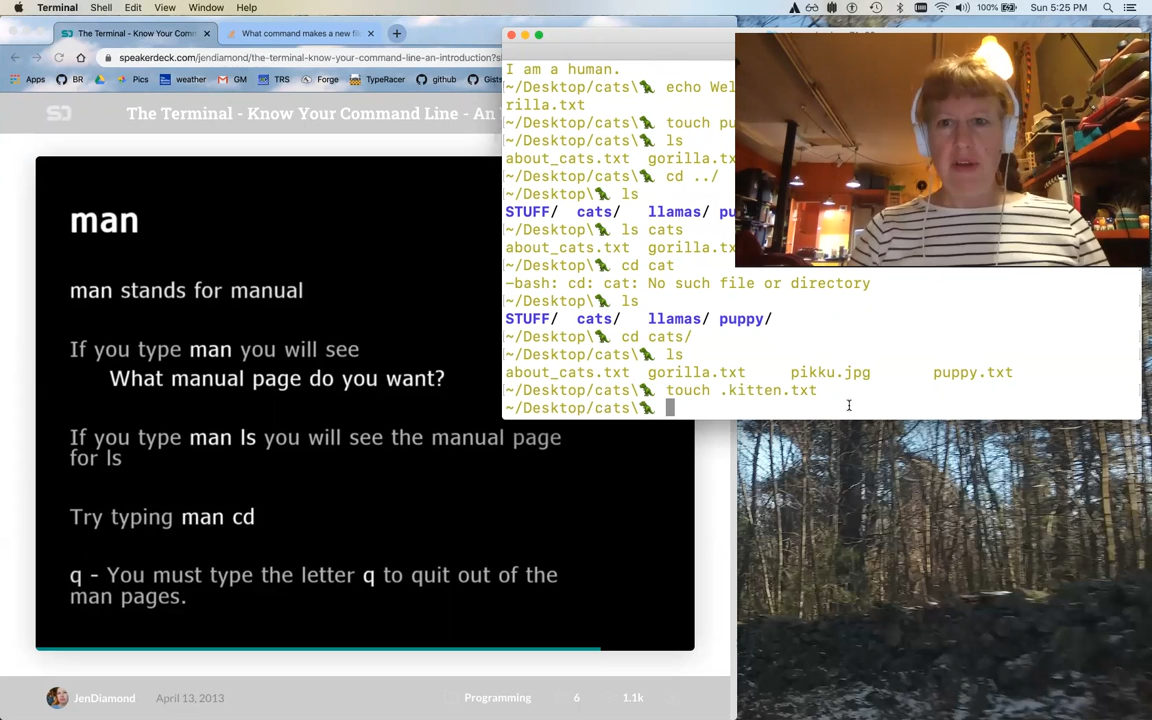 Terminal Shell Edit View Window Help 100% Sun 5:25 PM
The Terminal - Know Your Com
What command makes a new fil
speakerdeck.com/jendiamond/the-terminal-know-your-command-line-an-introduction?sl
Apps BR Pics weather GM TRS Forge TypeRacer github Gists
The Terminal - Know Your Command Line - An
man
man stands for manual
If you type man you will see
What manual page do you want?
If you type man ls you will see the manual page
for ls
Try typing man cd
q - You must type the letter q to quit out of the
man pages.
JenDiamond April 13, 2013 Programming 6 1.1k
I am a human.
~/Desktop/cats\🦖 echo Wel
rilla.txt
~/Desktop/cats\🦖 touch pu
~/Desktop/cats\🦖 ls
about_cats.txt gorilla.tx
~/Desktop/cats\🦖 cd ../
~/Desktop\🦖 ls
STUFF/ cats/ llamas/ pu
~/Desktop\🦖 ls cats
about_cats.txt gorilla.tx
~/Desktop\🦖 cd cat
-bash: cd: cat: No such file or directory
~/Desktop\🦖 ls
STUFF/ cats/ llamas/ puppy/
~/Desktop\🦖 cd cats/
~/Desktop/cats\🦖 ls
about_cats.txt gorilla.txt pikku.jpg puppy.txt
~/Desktop/cats\🦖 touch .kitten.txt
~/Desktop/cats\🦖